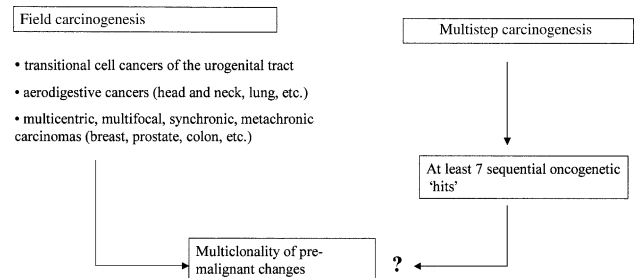 Field carcinogenesis
• transitional cell cancers of the urogenital tract
• aerodigestive cancers (head and neck, lung, etc.)
• multicentric, multifocal, synchronic, metachronic
carcinomas (breast, prostate, colon, etc.)
Multistep carcinogenesis
At least 7 sequential oncogenetic
‘hits’
Multiclonality of pre-
malignant changes
?